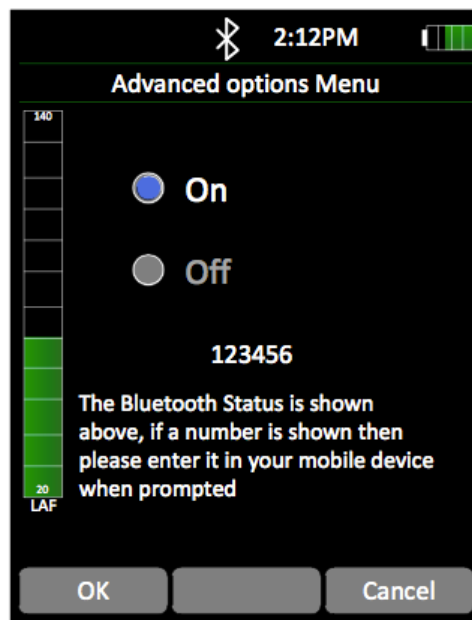 2:12PM
Advanced options Menu
140
On
Off
123456
The Bluetooth Status is shown
above, if a number is shown then
please enter it in your mobile device
when prompted
20
LAF
OK
Cancel